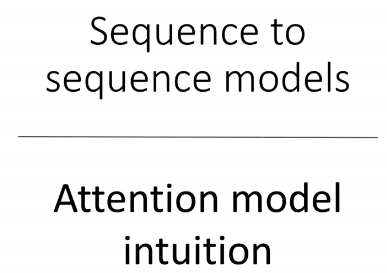 Sequence to
sequence models
Attention model
intuition